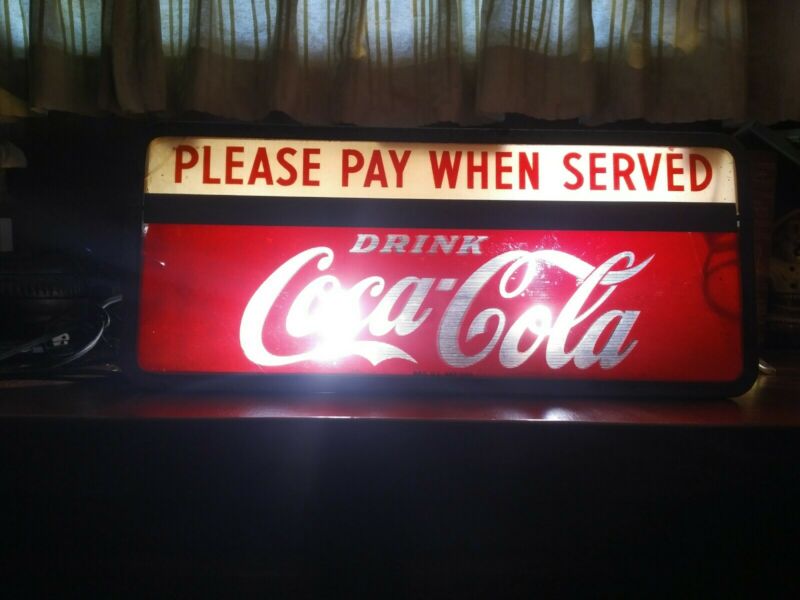 PLEASE PAY WHEN SERVED
DRINK
Coca-Cola